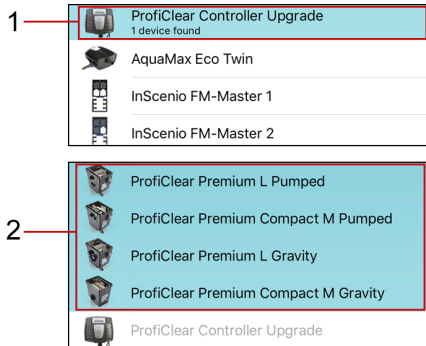 1
ProfiClear Controller Upgrade
1 device found
AquaMax Eco Twin
InScenio FM-Master 1
InScenio FM-Master 2
2
ProfiClear Premium L Pumped
ProfiClear Premium Compact M Pumped
ProfiClear Premium L Gravity
ProfiClear Premium Compact M Gravity
ProfiClear Controller Upgrade